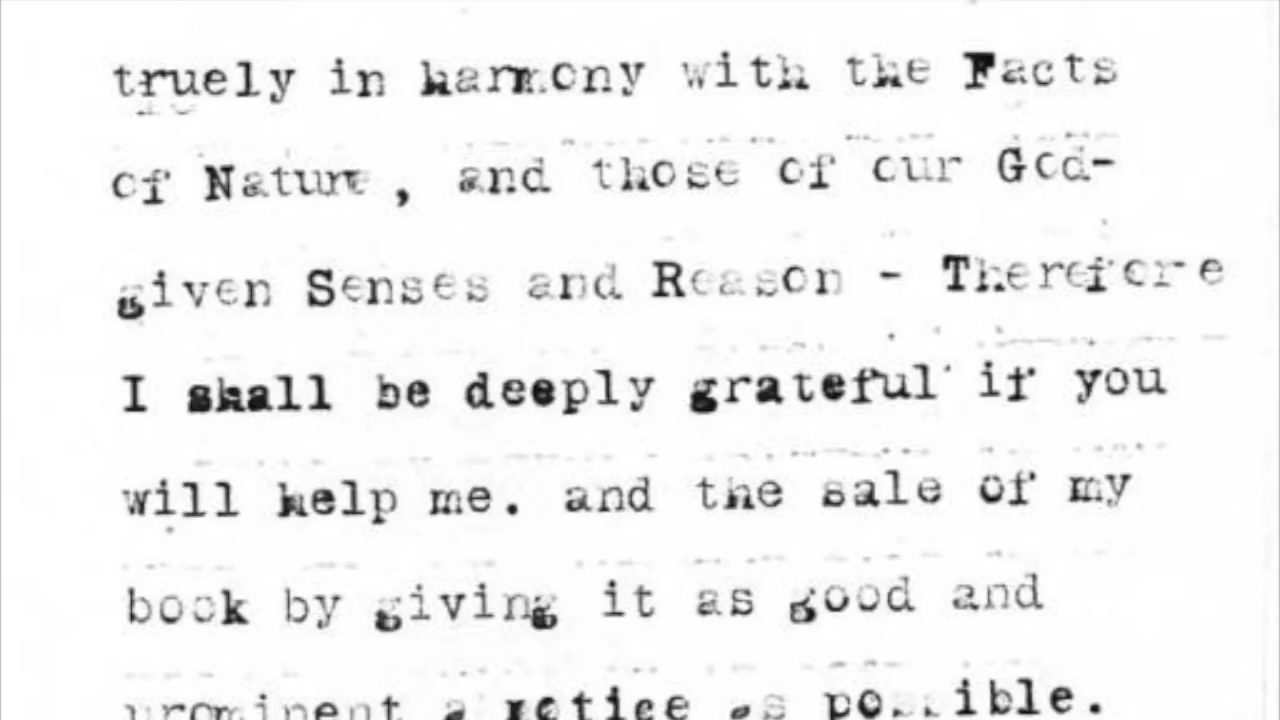 truely in harmony with the Facts
of Nature, and those of our God-
given Senses and Reason - Therefore
I shall be deeply grateful if you
will help me. and the sale of my
book by giving it as good and
prominent a notice as possible.